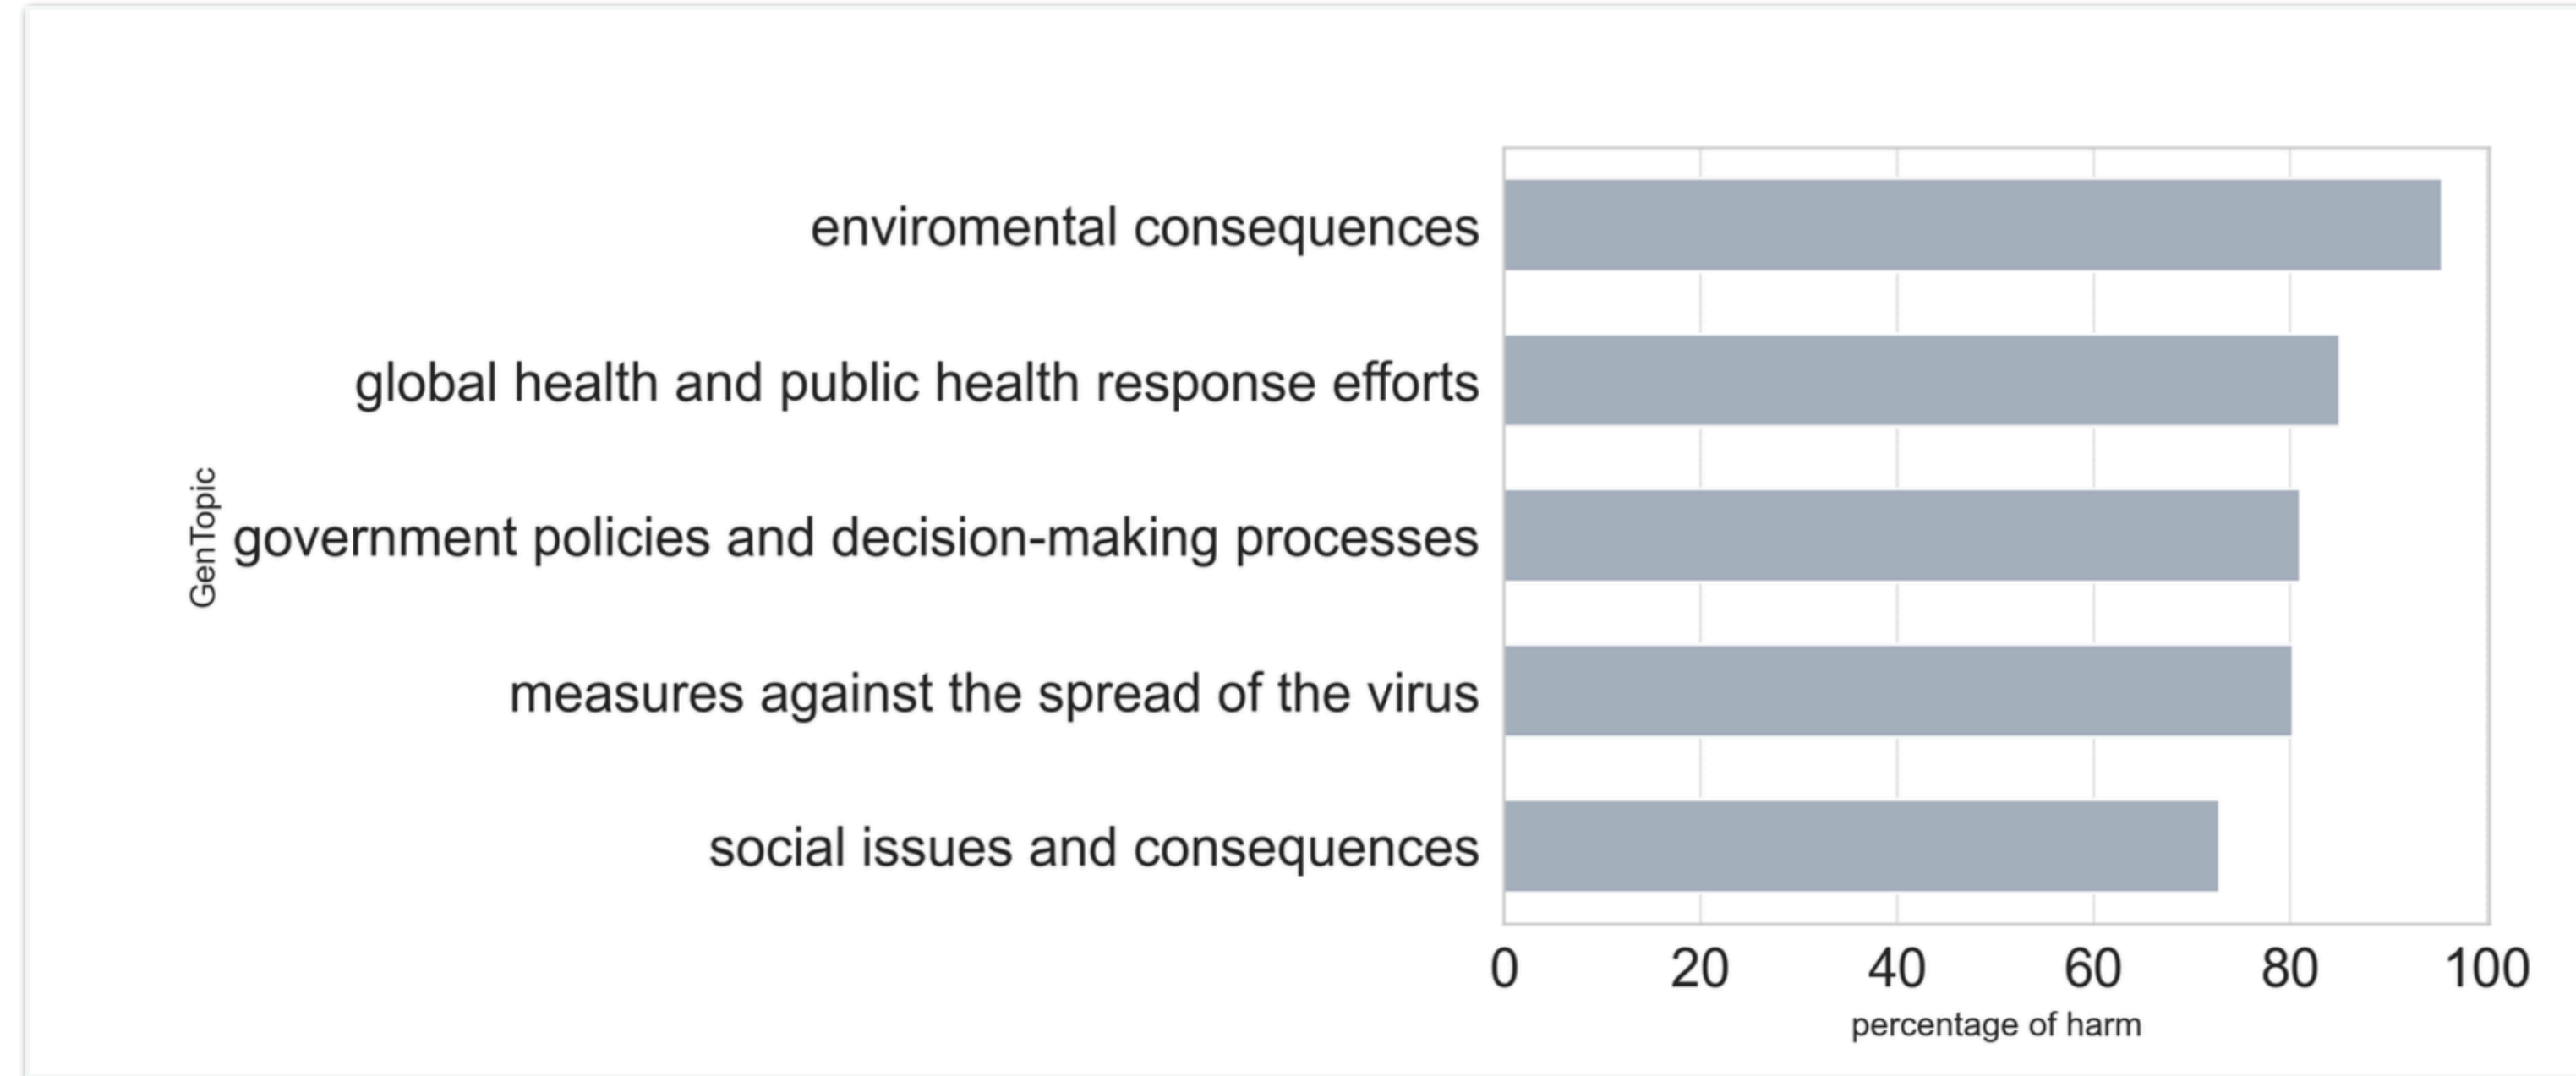 enviromental consequences
global health and public health response efforts
GenTopic
government policies and decision-making processes
measures against the spread of the virus
social issues and consequences
0 20 40 60 80 100
percentage of harm